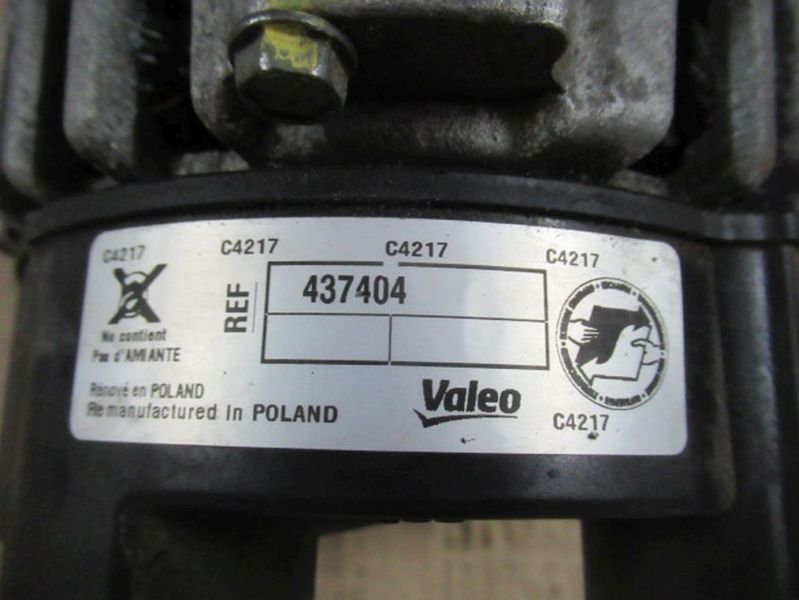 C4217
C4217
C4217
C4217
REF
437404
Ne contient
Pas d'AMIANTE
Rénové en POLAND
Remanufactured in POLAND
Valeo
C4217